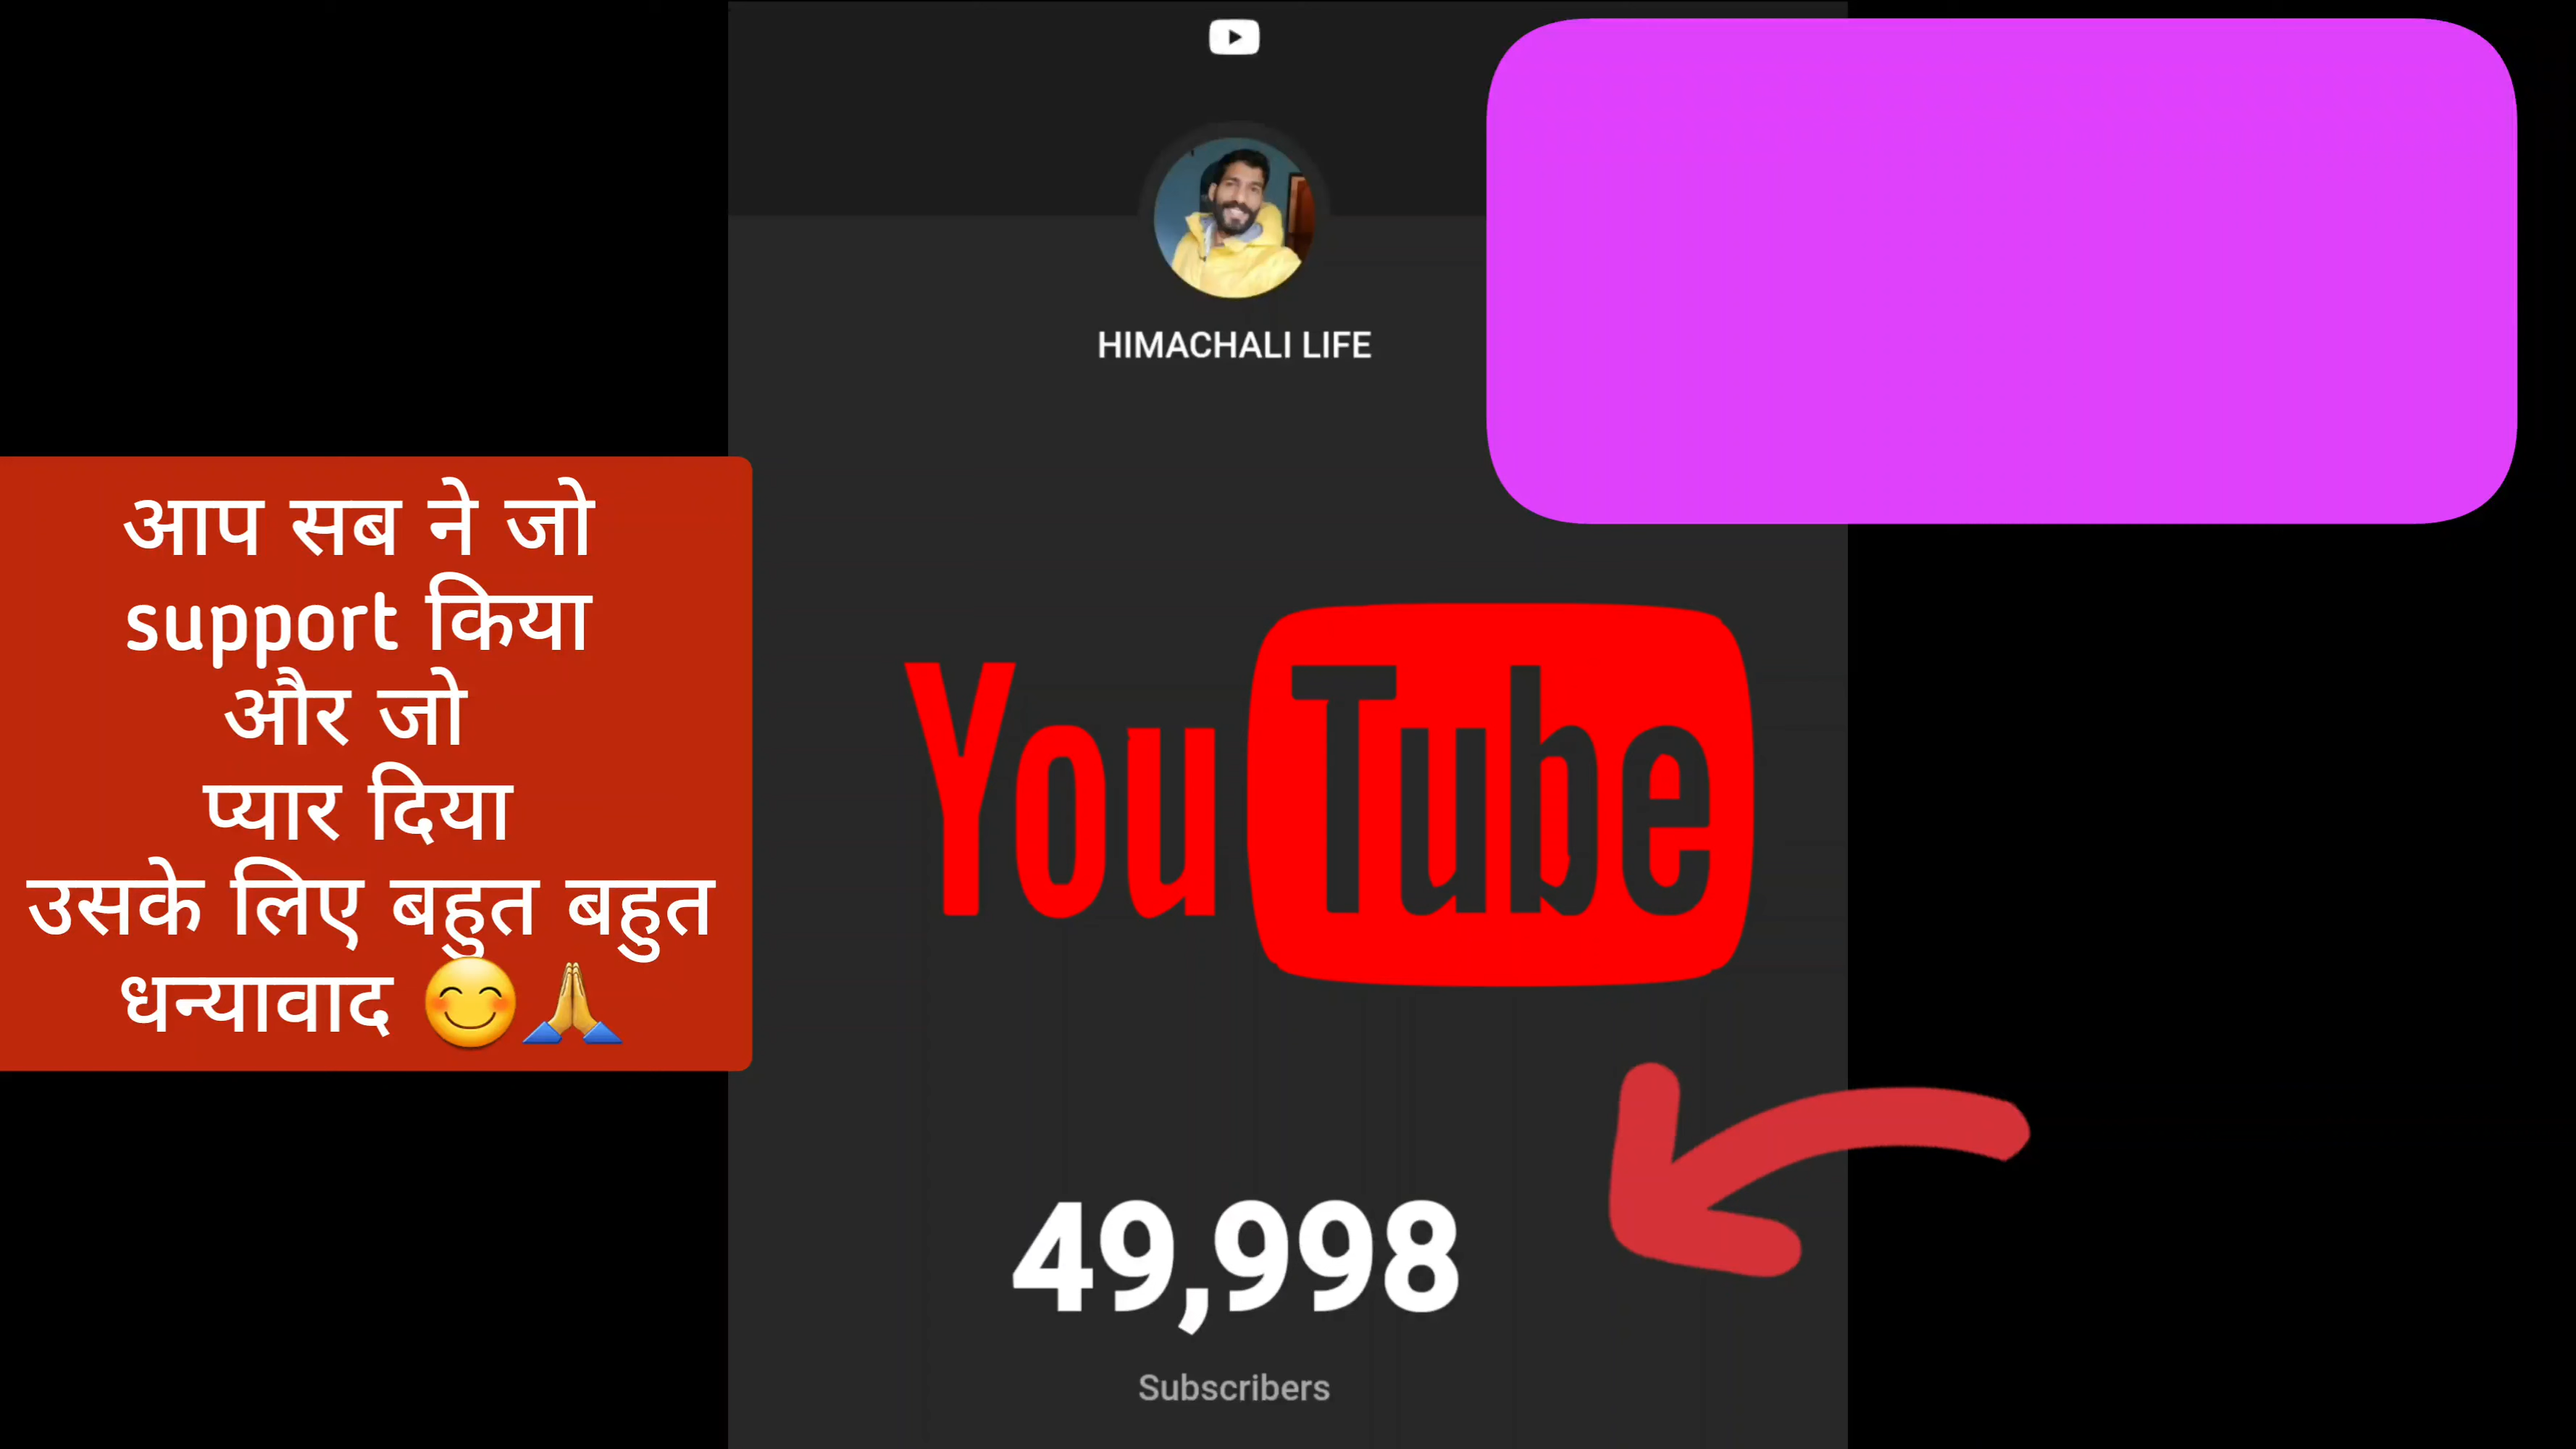 HIMACHALI LIFE
आप सब ने जो
support किया
और जो
प्यार दिया
उसके लिए बहुत बहुत
धन्यावाद 😊🙏
YouTube
49,998
Subscribers